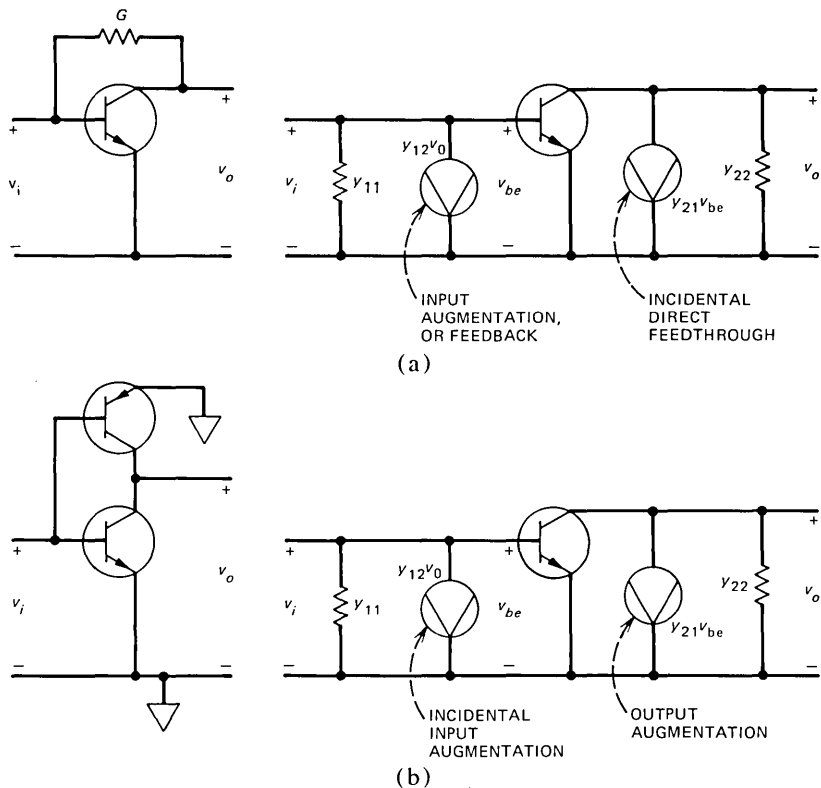 G
+ +
+ + +
v_i v_o
v_i y_11 y_12v_0 v_be y_21v_be y_22 v_o
− −
− − −
INPUT
AUGMENTATION,
OR FEEDBACK
INCIDENTAL
DIRECT
FEEDTHROUGH
(a)
+ +
+ + +
v_i v_o
v_i y_11 y_12v_0 v_be y_21v_be y_22 v_o
− −
− − −
INCIDENTAL
INPUT
AUGMENTATION
OUTPUT
AUGMENTATION
(b)